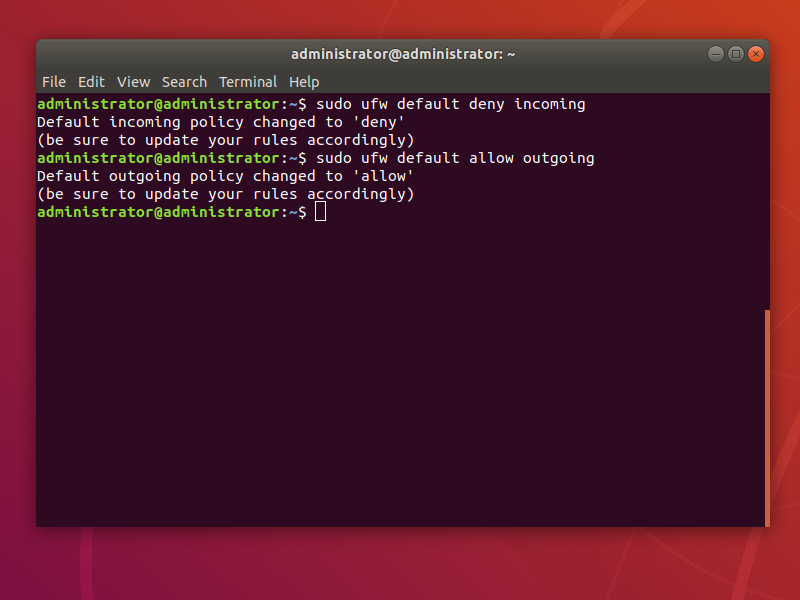 administrator@administrator: ~
File Edit View Search Terminal Help
administrator@administrator:~$ sudo ufw default deny incoming
Default incoming policy changed to 'deny'
(be sure to update your rules accordingly)
administrator@administrator:~$ sudo ufw default allow outgoing
Default outgoing policy changed to 'allow'
(be sure to update your rules accordingly)
administrator@administrator:~$